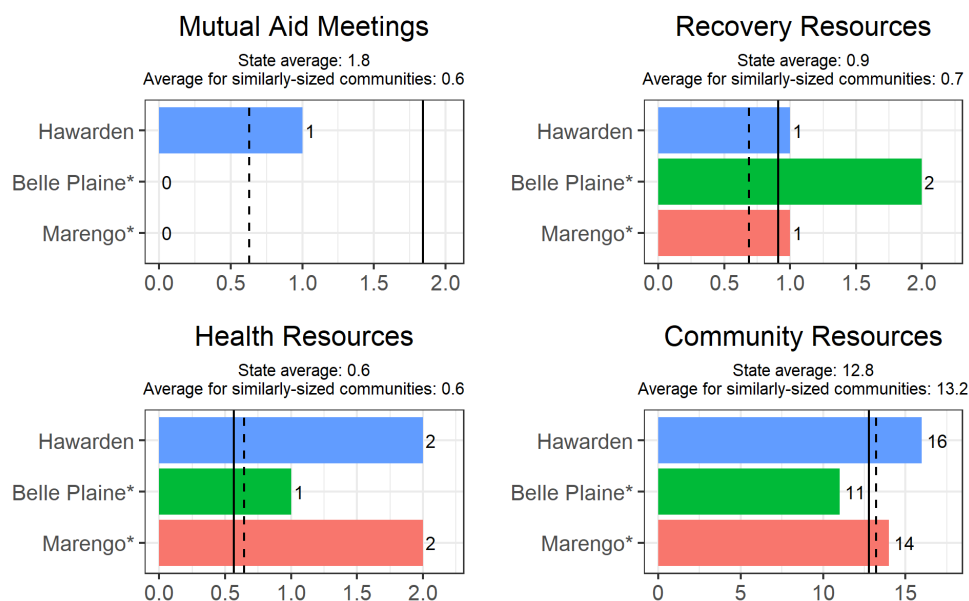 Mutual Aid Meetings
State average: 1.8
Average for similarly-sized communities: 0.6
Hawarden
1
Belle Plaine*
0
Marengo*
0
0.0 0.5 1.0 1.5 2.0
Recovery Resources
State average: 0.9
Average for similarly-sized communities: 0.7
Hawarden
1
Belle Plaine*
2
Marengo*
1
0.0 0.5 1.0 1.5 2.0
Health Resources
State average: 0.6
Average for similarly-sized communities: 0.6
Hawarden
2
Belle Plaine*
1
Marengo*
2
0.0 0.5 1.0 1.5 2.0
Community Resources
State average: 12.8
Average for similarly-sized communities: 13.2
Hawarden
16
Belle Plaine*
11
Marengo*
14
0 5 10 15